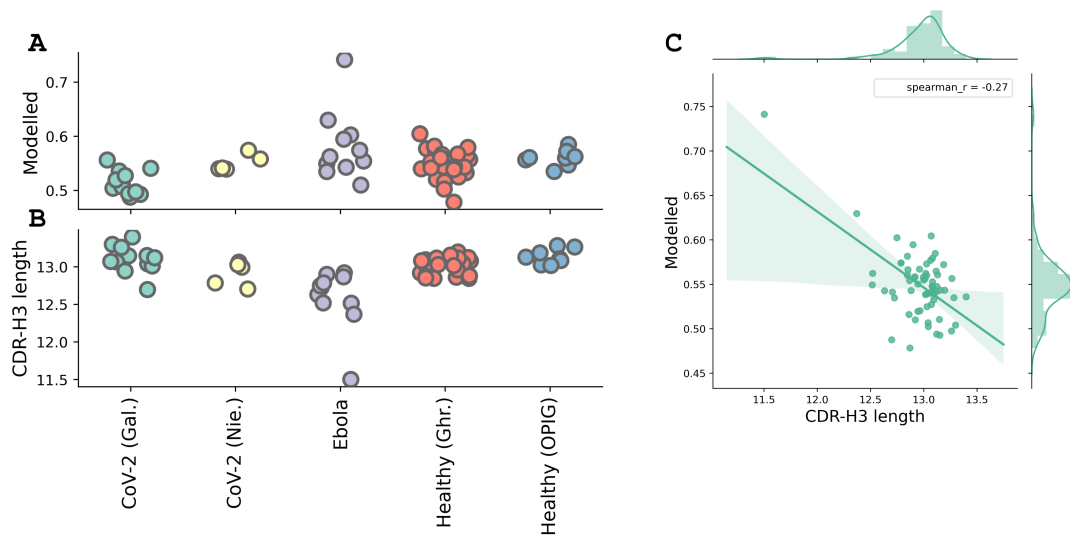 A
Modelled
0.7
0.6
0.5
B
CDR-H3 length
13.0
12.5
12.0
11.5
CoV-2 (Gal.)
CoV-2 (Nie.)
Ebola
Healthy (Ghr.)
Healthy (OPIG)
C
spearman_r = -0.27
Modelled
0.75
0.70
0.65
0.60
0.55
0.50
0.45
11.5 12.0 12.5 13.0 13.5
CDR-H3 length